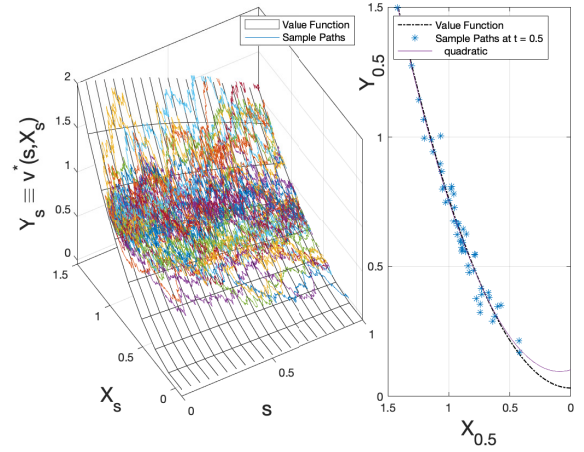 Value Function
Sample Paths
2
1.5
1
0.5
0
1.5
1
0.5
0
0
0.5
1
Y_s ≡ v^*(s,X_s)
X_s
s
Value Function
Sample Paths at t = 0.5
quadratic
1.5
1
0.5
0
1.5
1
0.5
0
Y_0.5
X_0.5